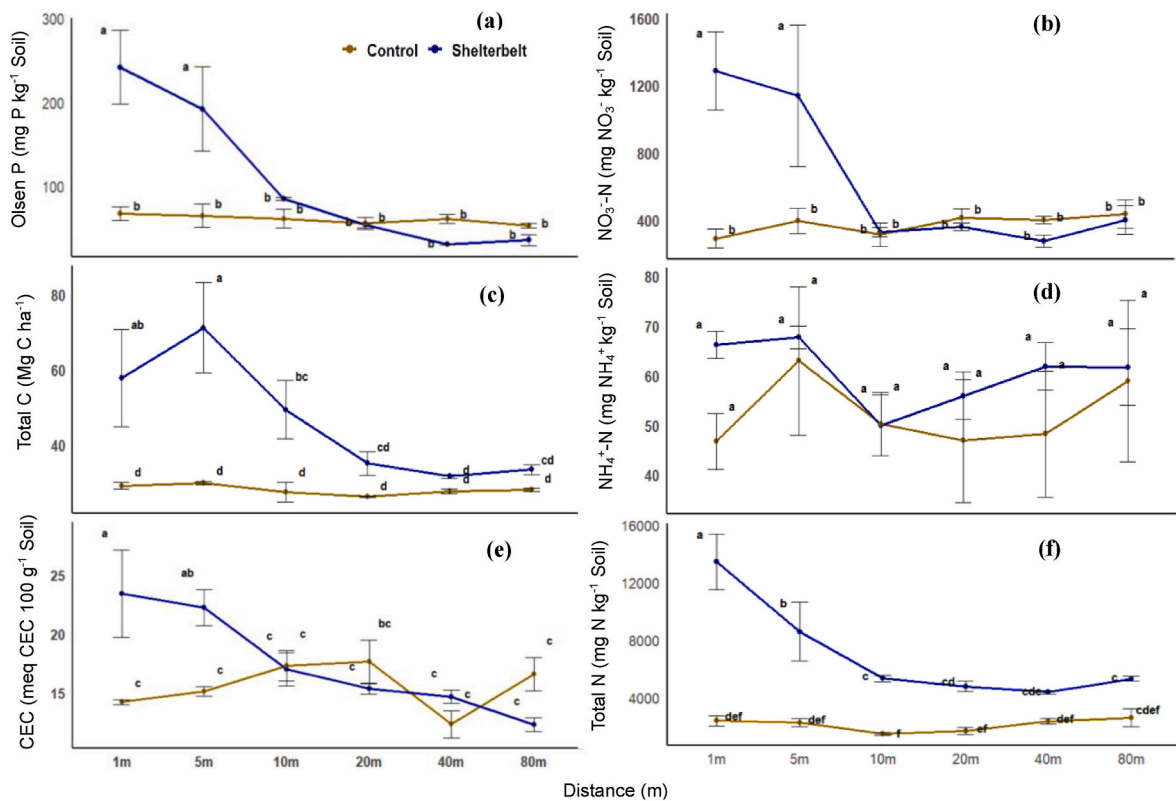 (a)
Control
Shelterbelt
Olsen P (mg P kg⁻¹ Soil)
300
200
100
a
a
b
b
b
b
b
b
b
b
b
b
(b)
NO₃⁻-N (mg NO₃⁻ kg⁻¹ Soil)
1600
1200
800
400
a
a
b
b
b
b
b
b
b
b
b
b
(c)
Total C (Mg C ha⁻¹)
80
60
40
ab
a
bc
cd
d
cd
d
d
d
d
d
d
(d)
NH₄⁺-N (mg NH₄⁺ kg⁻¹ Soil)
80
70
60
50
40
a
a
a
a
a
a
a
a
a
a
a
a
(e)
CEC (meq CEC 100 g⁻¹ Soil)
25
20
15
a
ab
c
c
c
c
c
bc
c
c
c
c
1m
5m
10m
20m
40m
80m
(f)
Total N (mg N kg⁻¹ Soil)
16000
12000
8000
4000
a
b
c
cd
cde
c
def
def
f
ef
def
cdef
1m
5m
10m
20m
40m
80m
Distance (m)